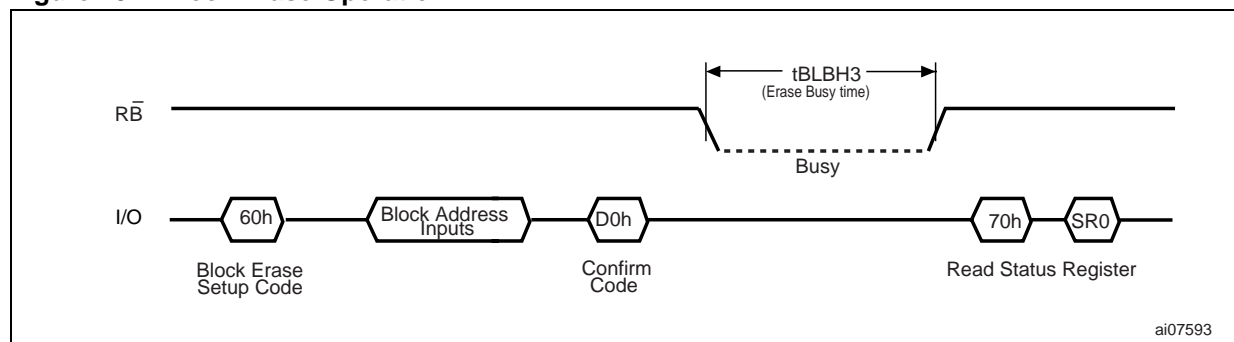 tBLBH3
(Erase Busy time)
RB̅
Busy
I/O
60h
Block Address
Inputs
D0h
70h
SR0
Block Erase
Setup Code
Confirm
Code
Read Status Register
ai07593